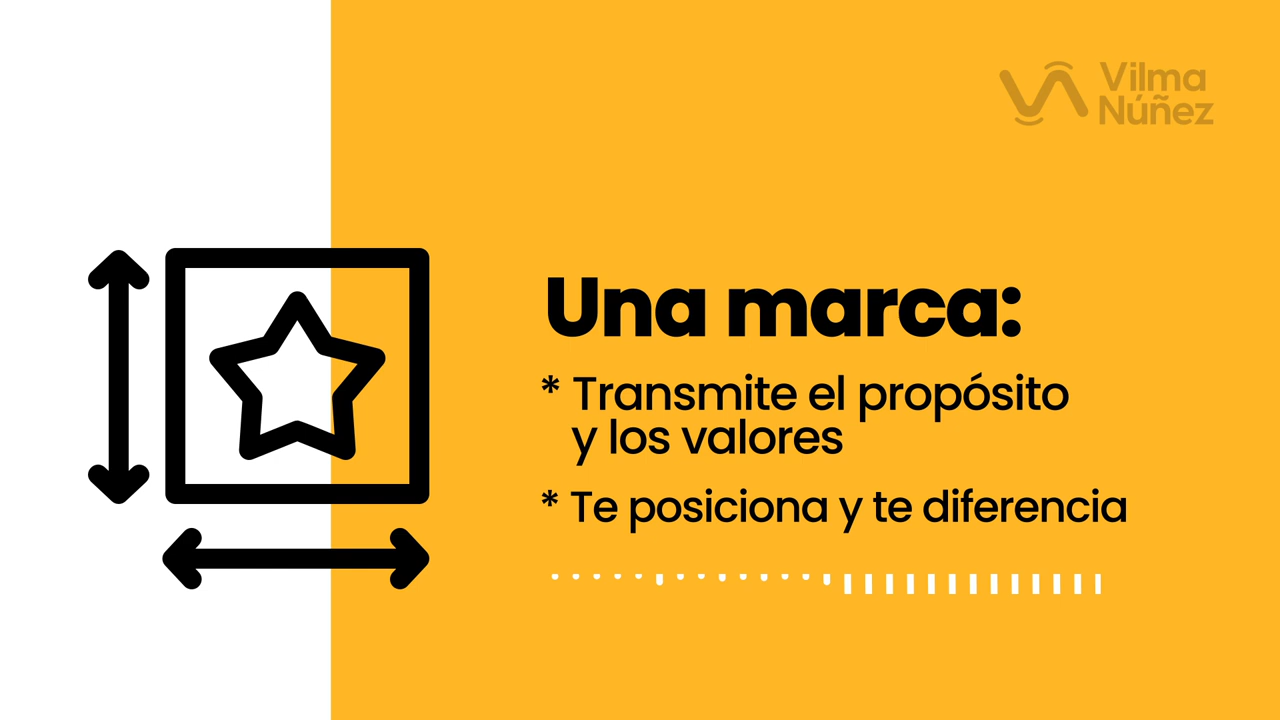 Vilma
Núñez
Una marca:
* Transmite el propósito
y los valores
* Te posiciona y te diferencia